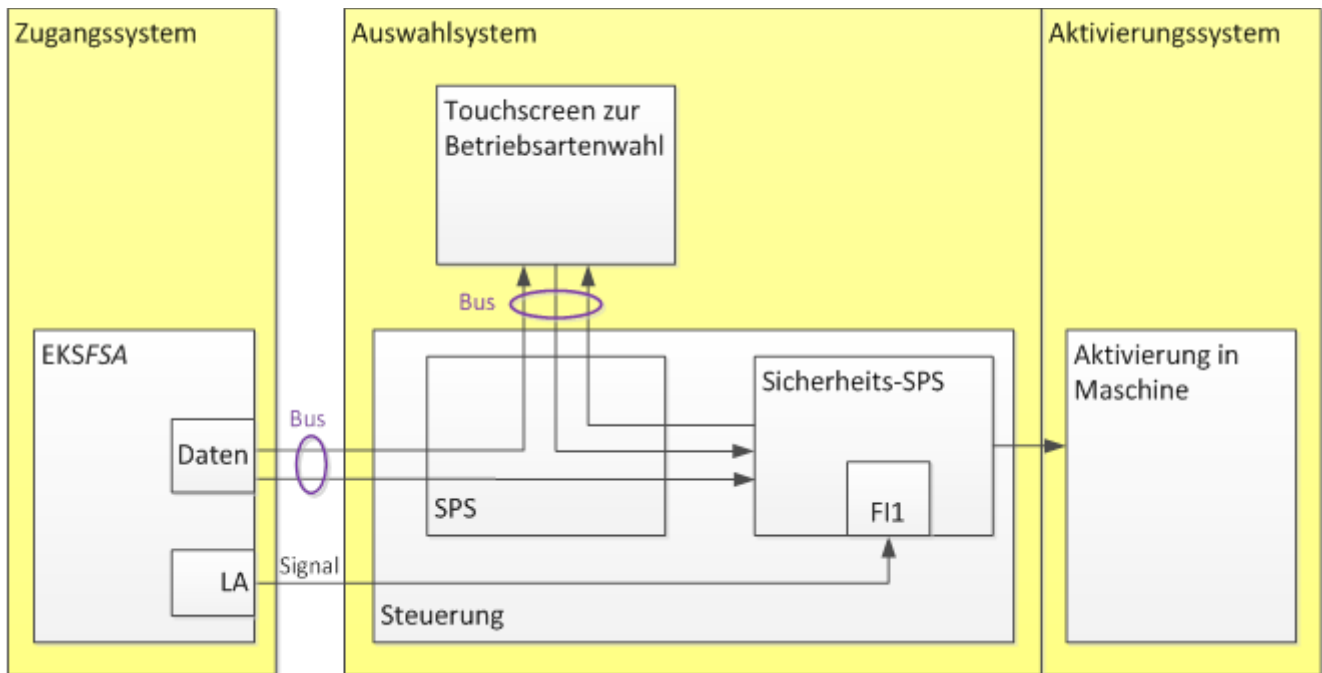 Zugangssystem
Auswahlsystem
Aktivierungssystem
Touchscreen zur
Betriebsartenwahl
Bus
EKSFSA
Daten
LA
Bus
Signal
SPS
Sicherheits-SPS
FI1
Steuerung
Aktivierung in
Maschine